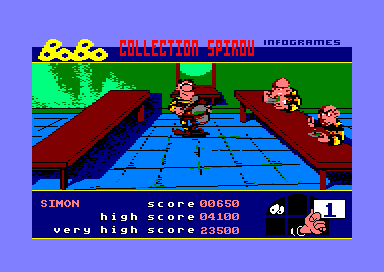 BOBO COLLECTION SPIROU INFOGRAMES
SIMON score 00650
high score 04100
very high score 23500
1